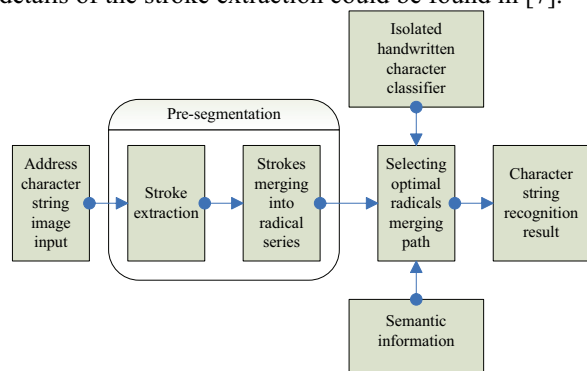 details of the stroke extraction could be found in [7].
Isolated
handwritten
character
classifier
Pre-segmentation
Address
character
string
image
input
Stroke
extraction
Strokes
merging
into
radical
series
Selecting
optimal
radicals
merging
path
Character
string
recognition
result
Semantic
information